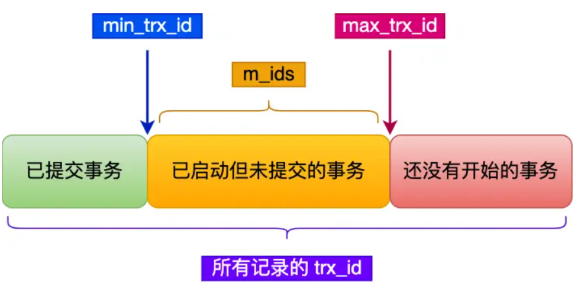 min_trx_id
max_trx_id
m_ids
已提交事务
已启动但未提交的事务
还没有开始的事务
所有记录的 trx_id